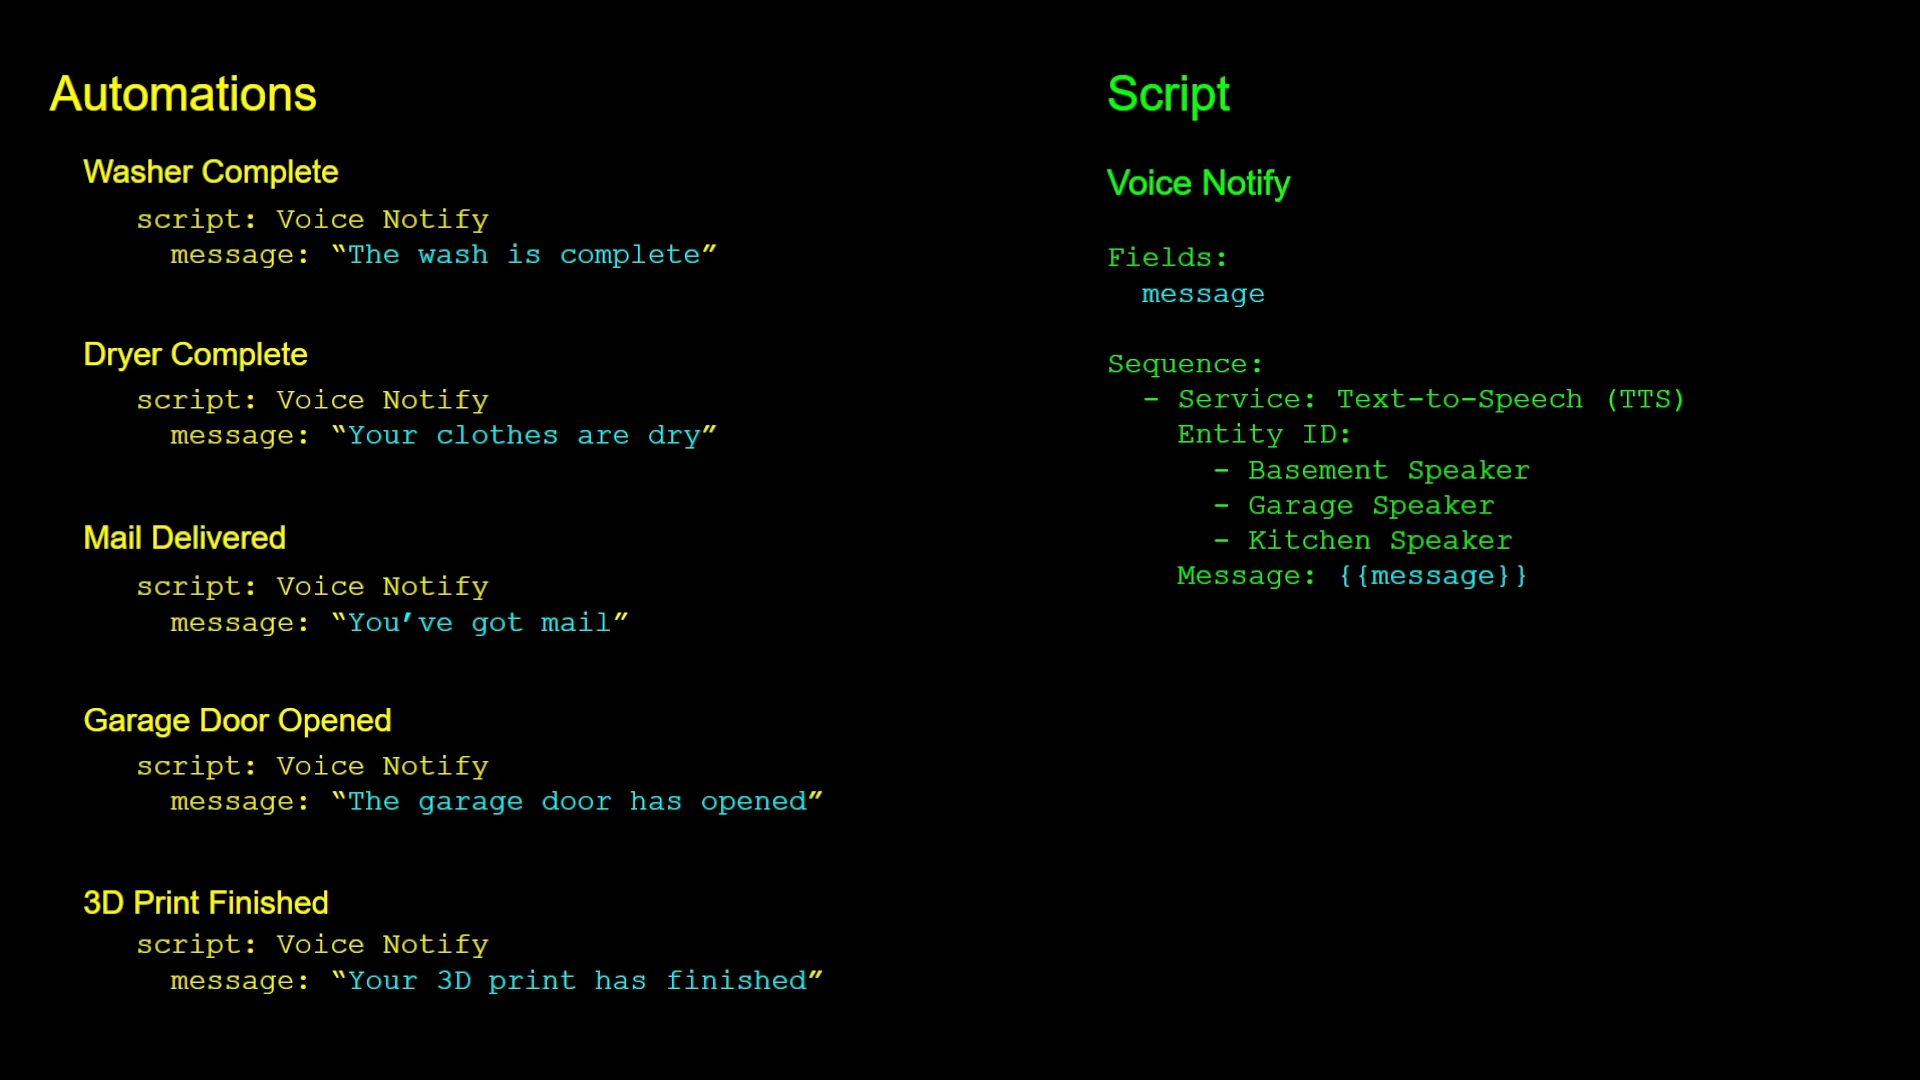 Automations
Washer Complete
script: Voice Notify
message: “The wash is complete”
Dryer Complete
script: Voice Notify
message: “Your clothes are dry”
Mail Delivered
script: Voice Notify
message: “You’ve got mail”
Garage Door Opened
script: Voice Notify
message: “The garage door has opened”
3D Print Finished
script: Voice Notify
message: “Your 3D print has finished”
Script
Voice Notify
Fields:
message
Sequence:
- Service: Text-to-Speech (TTS)
Entity ID:
- Basement Speaker
- Garage Speaker
- Kitchen Speaker
Message: {{message}}